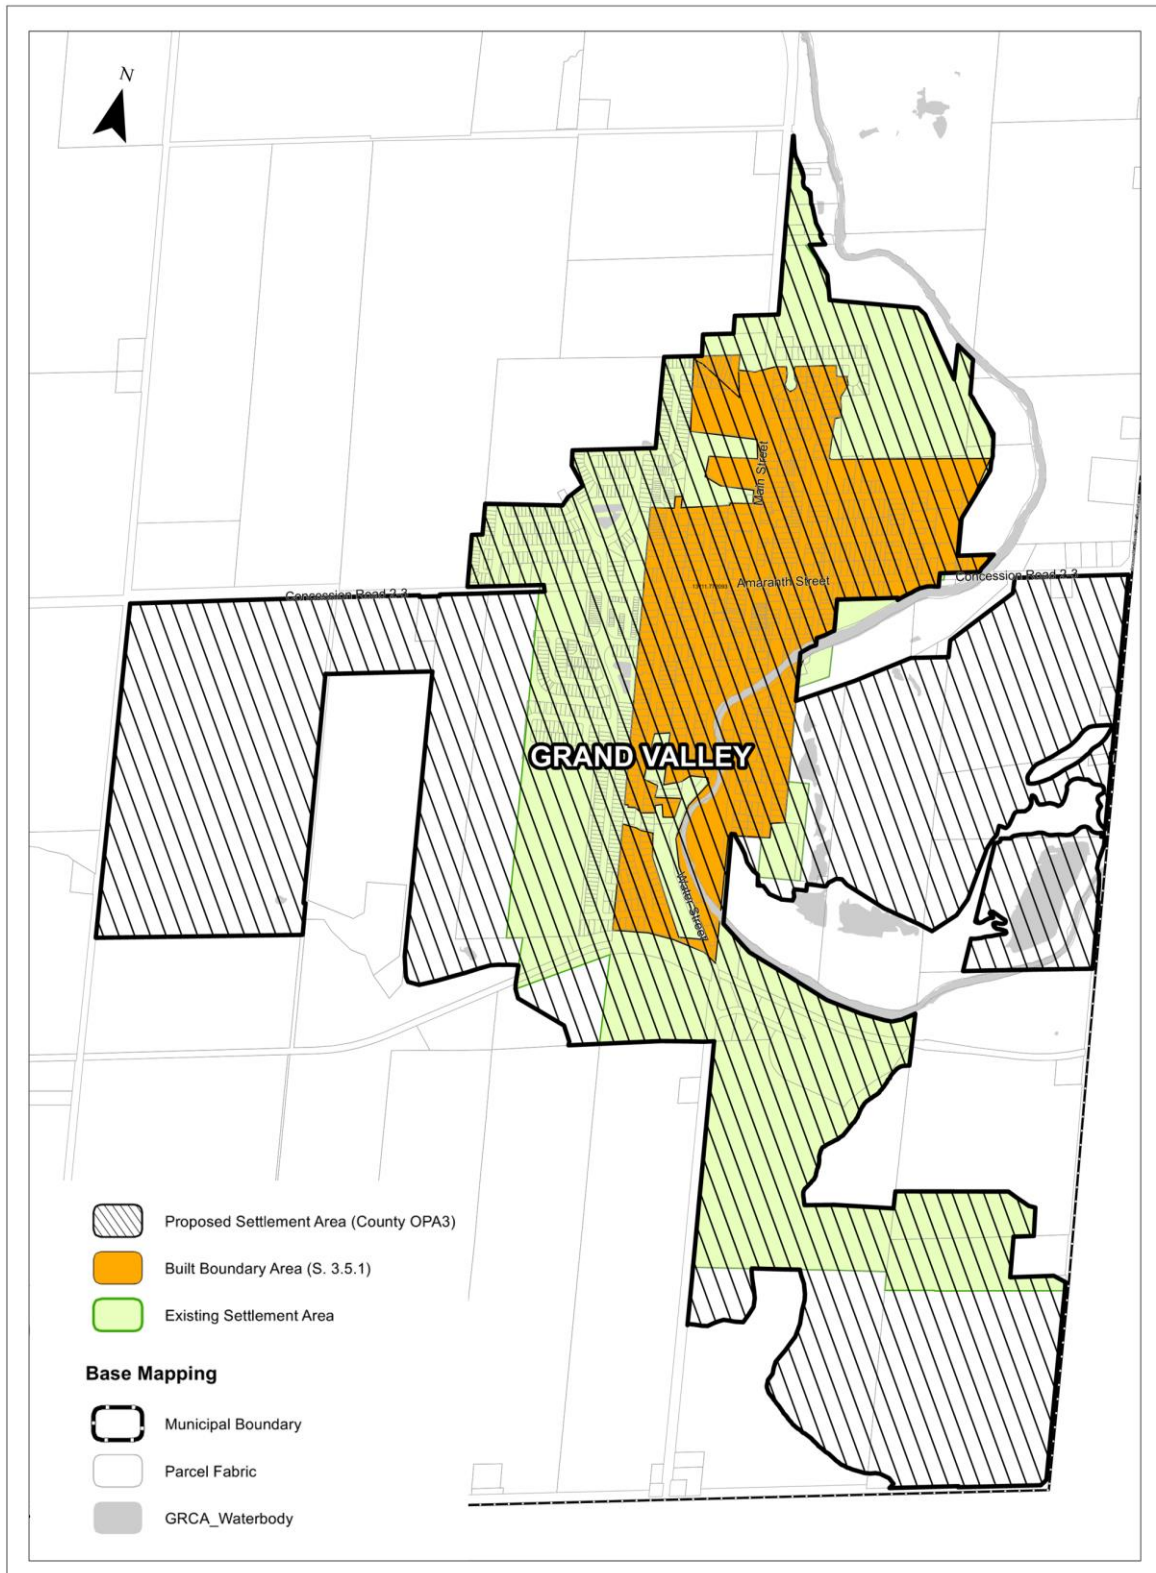 N
Main Street
Amaranth Street
Concession Road 2-3
Concession Road 2-3
GRAND VALLEY
Water Street
Proposed Settlement Area (County OPA3)
Built Boundary Area (S. 3.5.1)
Existing Settlement Area
Base Mapping
Municipal Boundary
Parcel Fabric
GRCA_Waterbody